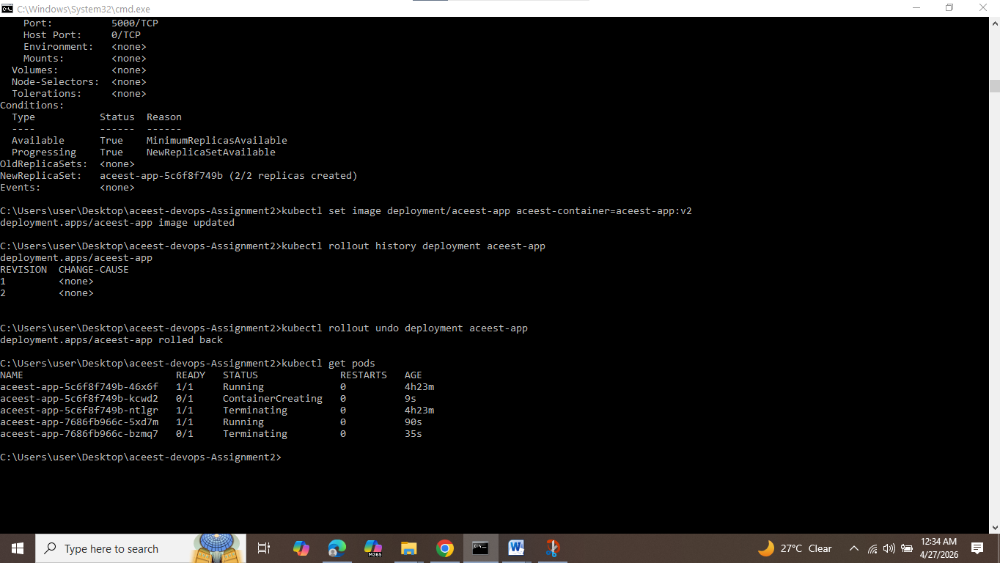 C:\Windows\System32\cmd.exe
    Port:          5000/TCP
    Host Port:     0/TCP
    Environment:   <none>
    Mounts:        <none>
  Volumes:         <none>
  Node-Selectors:  <none>
  Tolerations:     <none>
Conditions:
  Type           Status  Reason
  ----           ------  ------
  Available      True    MinimumReplicasAvailable
  Progressing    True    NewReplicaSetAvailable
OldReplicaSets:  <none>
NewReplicaSet:   aceest-app-5c6f8f749b (2/2 replicas created)
Events:          <none>
C:\Users\user\Desktop\aceest-devops-Assignment2>kubectl set image deployment/aceest-app aceest-container=aceest-app:v2
deployment.apps/aceest-app image updated
C:\Users\user\Desktop\aceest-devops-Assignment2>kubectl rollout history deployment aceest-app
deployment.apps/aceest-app
REVISION  CHANGE-CAUSE
1         <none>
2         <none>
C:\Users\user\Desktop\aceest-devops-Assignment2>kubectl rollout undo deployment aceest-app
deployment.apps/aceest-app rolled back
C:\Users\user\Desktop\aceest-devops-Assignment2>kubectl get pods
NAME                          READY   STATUS              RESTARTS   AGE
aceest-app-5c6f8f749b-46x6f   1/1     Running             0          4h23m
aceest-app-5c6f8f749b-kcwd2   0/1     ContainerCreating   0          9s
aceest-app-5c6f8f749b-ntlgr   1/1     Terminating         0          4h23m
aceest-app-7686fb966c-5xd7m   1/1     Running             0          90s
aceest-app-7686fb966c-bzmq7   0/1     Terminating         0          35s
C:\Users\user\Desktop\aceest-devops-Assignment2>
Type here to search
M365
27°C Clear
12:34 AM
4/27/2026